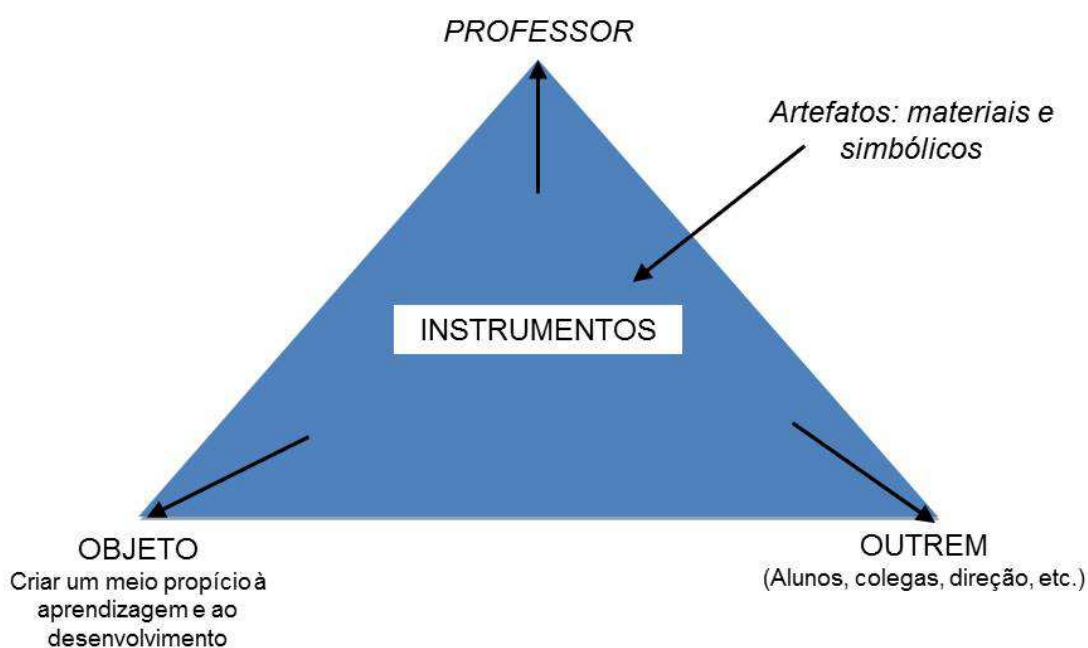 PROFESSOR
Artefatos: materiais e
simbólicos
INSTRUMENTOS
OBJETO
Criar um meio propício à
aprendizagem e ao
desenvolvimento
OUTREM
(Alunos, colegas, direção, etc.)